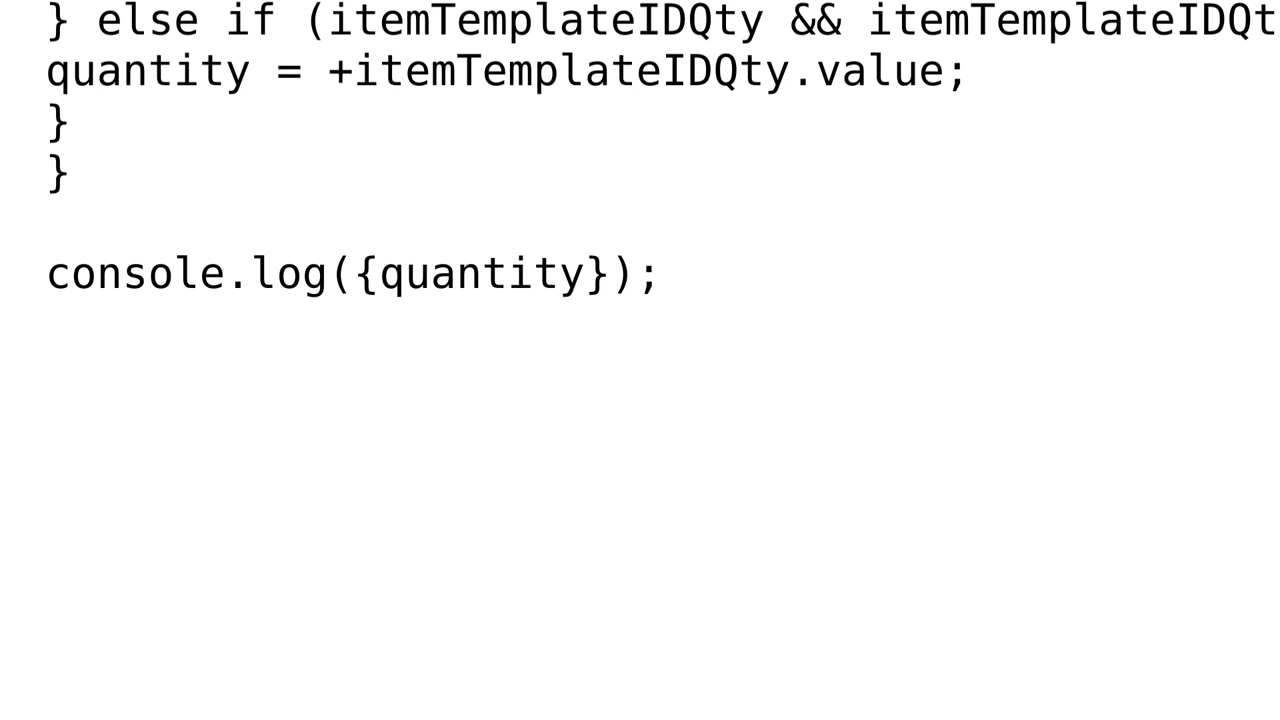 } else if (itemTemplateIDQty && itemTemplateIDQt
quantity = +itemTemplateIDQty.value;
}
}
console.log({quantity});